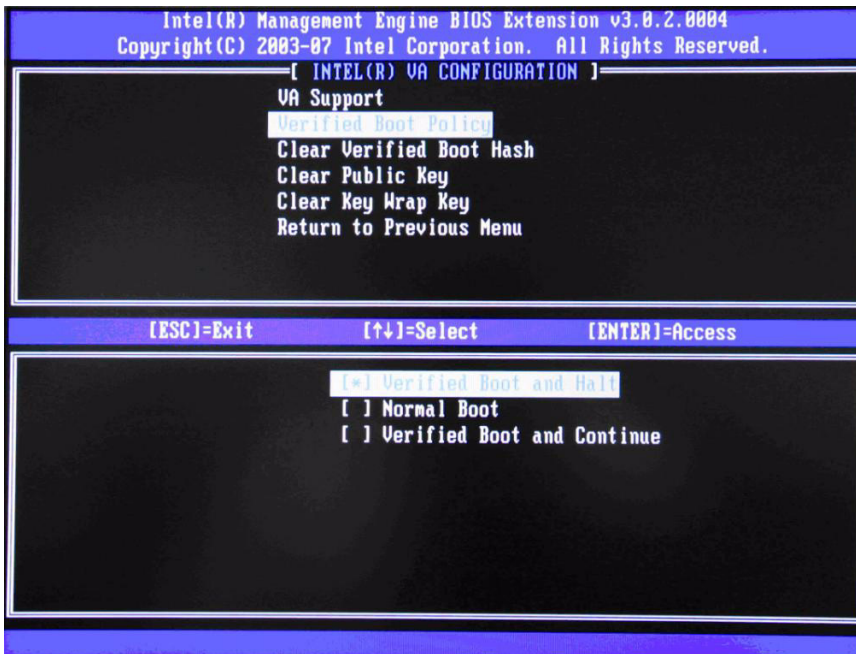 Intel(R) Management Engine BIOS Extension v3.0.2.0004
Copyright(C) 2003-07 Intel Corporation. All Rights Reserved.
[ INTEL(R) VA CONFIGURATION ]
VA Support
Verified Boot Policy
Clear Verified Boot Hash
Clear Public Key
Clear Key Wrap Key
Return to Previous Menu
[ESC]=Exit [↑↓]=Select [ENTER]=Access
[*] Verified Boot and Halt
[ ] Normal Boot
[ ] Verified Boot and Continue